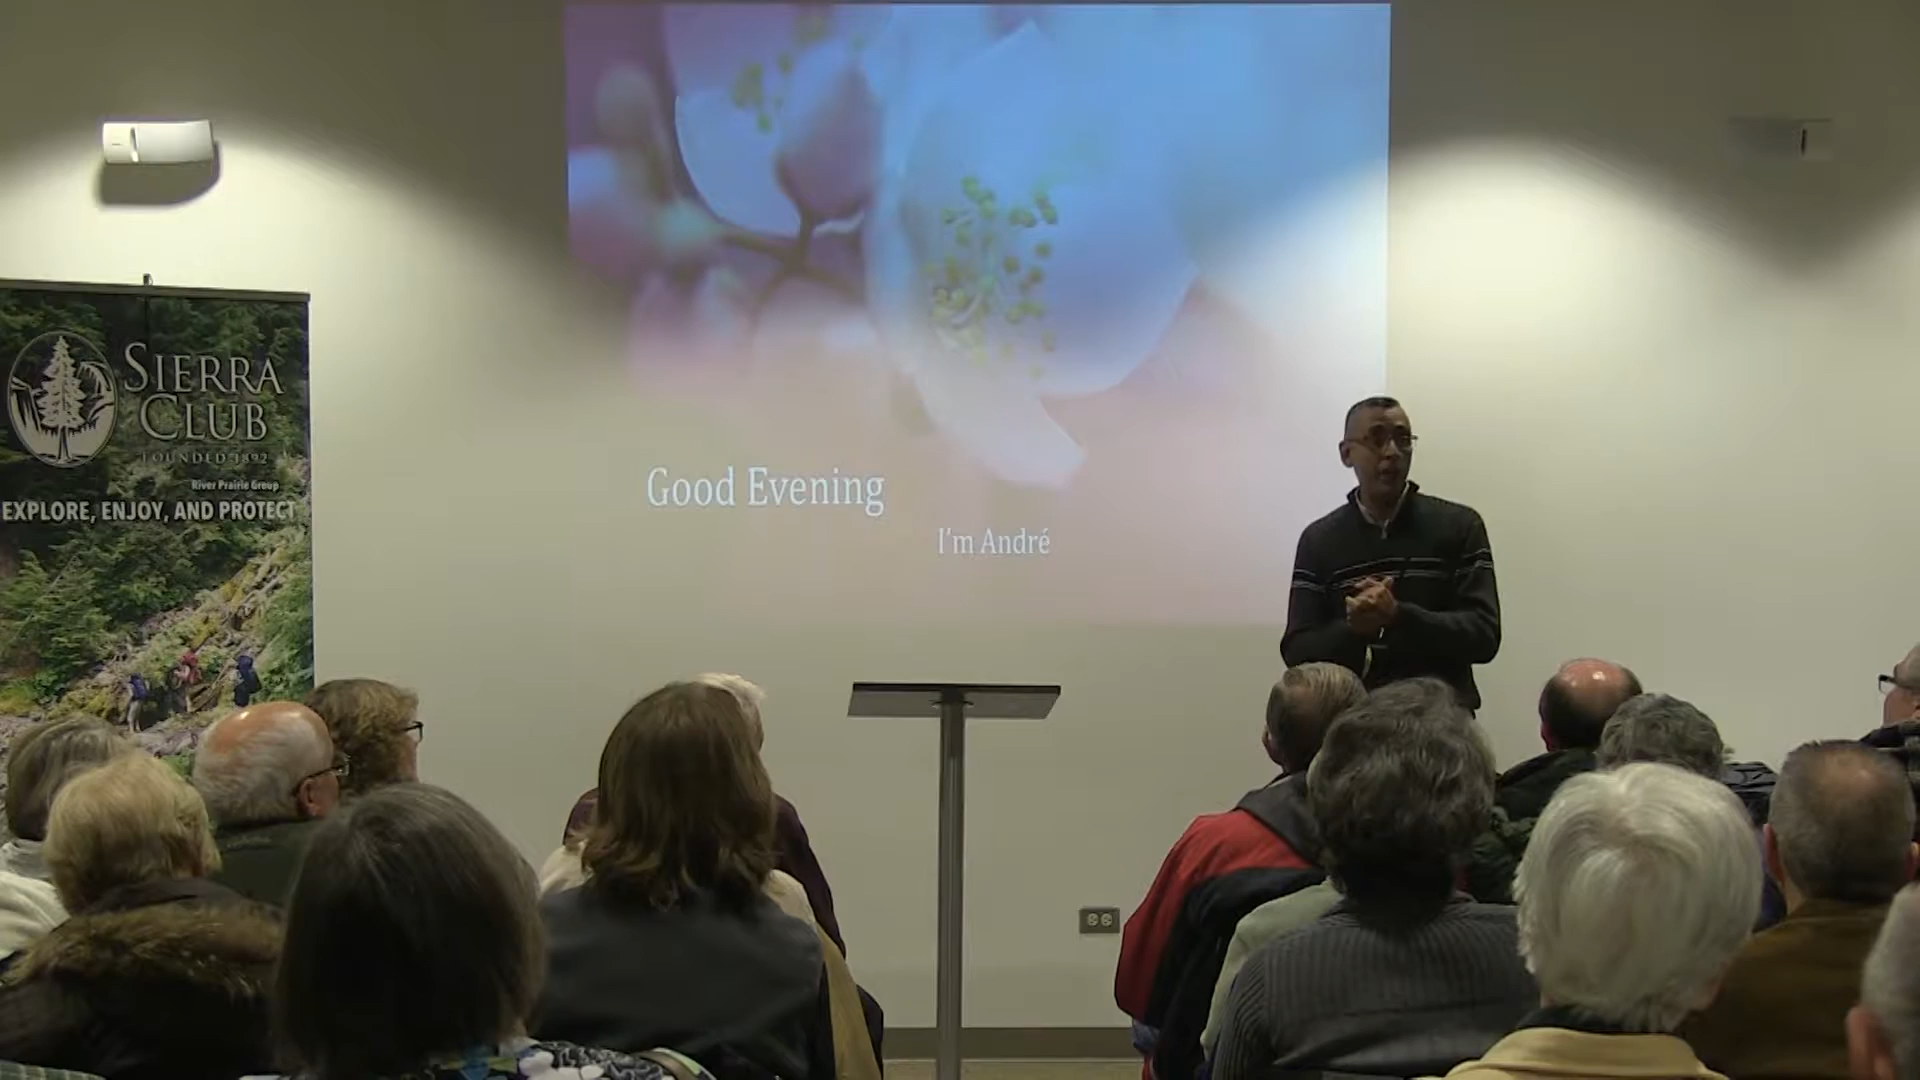 SIERRA
CLUB
FOUNDED 1892
River Prairie Group
EXPLORE, ENJOY, AND PROTECT
Good Evening
I'm André